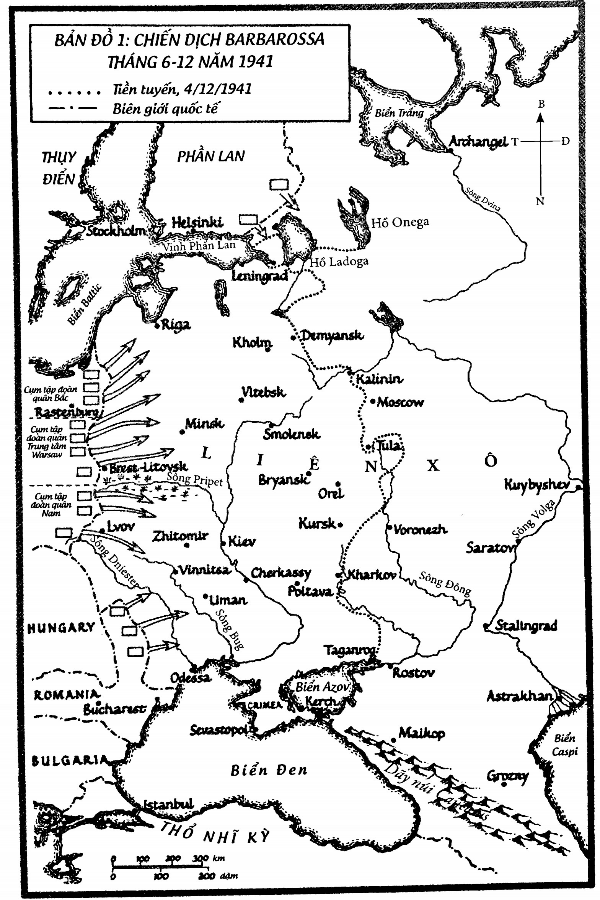 BẢN ĐỒ 1: CHIẾN DỊCH BARBAROSSA
THÁNG 6-12 NĂM 1941
Tiền tuyến, 4/12/1941
Biên giới quốc tế
Biển Trắng
Archangel
B
T
D
N
THỤY
ĐIỂN
PHẦN LAN
Sông Dvina
Hồ Onega
Stockholm
Helsinki
Vịnh Phần Lan
Hồ Ladoga
Leningrad
Biển Baltic
Riga
Kholm
Demyansk
Kalinin
Cụm tập đoàn
quân Bắc
Rastenburg
Vitebsk
Moscow
Cụm tập
đoàn quân
Trung tâm
Warsaw
Minsk
Smolensk
Tula
L I Ê N X Ô
Brest-Litovsk
Sông Pripet
Bryansk
Orel
Kuybyshev
Cụm tập
đoàn quân
Nam
Lvov
Zhitomir
Kiev
Kursk
Voronezh
Sông Volga
Saratov
Sông Dniester
Vinnitsa
Cherkassy
Poltava
Kharkov
Sông Đông
Liman
Sông Bug
HUNGARY
Stalingrad
Odessa
Taganrog
Rostov
ROMANIA
Bucharest
Biển Azov
CRIMEA
Kerch
Astrakhan
Sevastopol
Maikop
Biển
Caspi
BULGARIA
Biển Đen
Dãy núi
Grozny
Istanbul
THỔ NHĨ KỲ
0 100 200 300 km
0 100 200 dặm